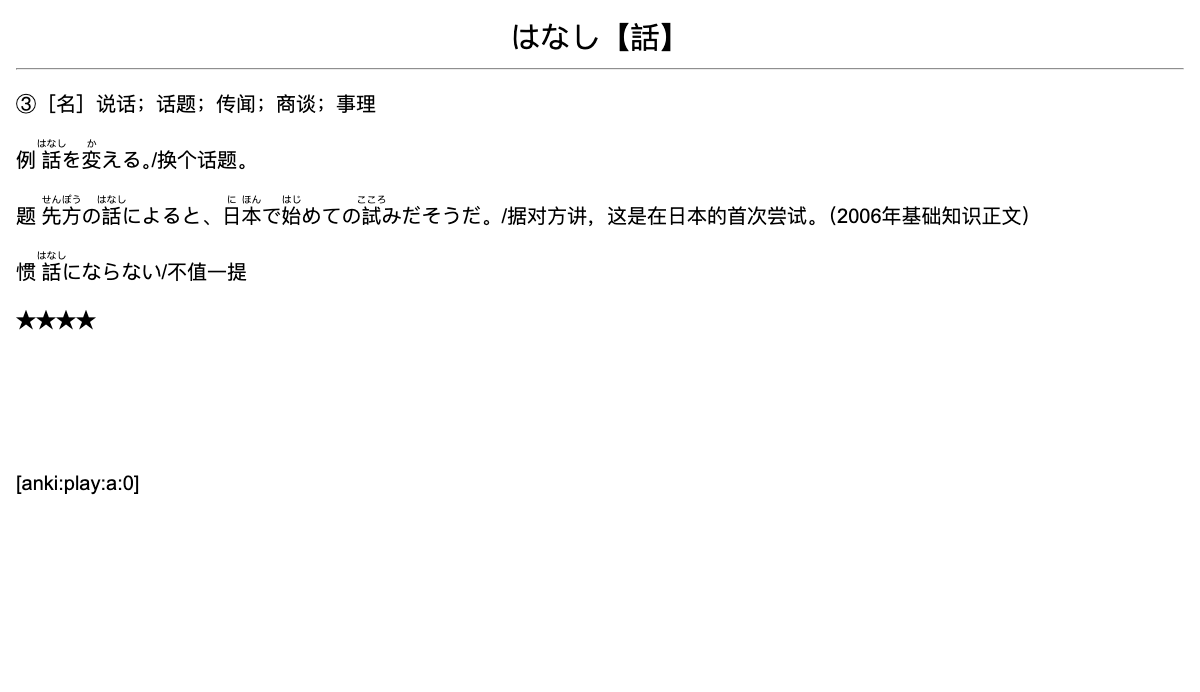 はなし【話】
③［名］说话；话题；传闻；商谈；事理
はなし か
例 話を変える。/换个话题。
せんぽう はなし に ほん はじ こころ
题 先方の話によると、日本で始めての試みだそうだ。/据对方讲，这是在日本的首次尝试。（2006年基础知识正文）
はなし
惯 話にならない/不值一提
★★★★
[anki:play:a:0]